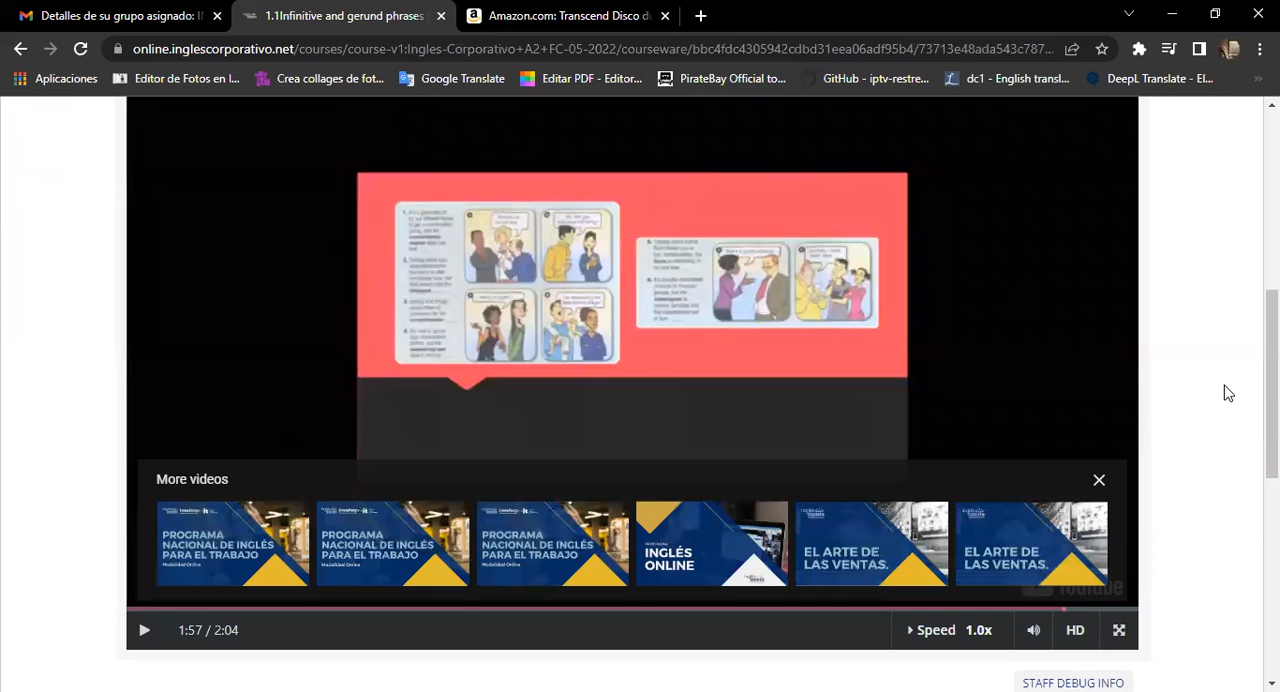 Detalles de su grupo asignado: I
1.1Infinitive and gerund phrases
Amazon.com: Transcend Disco du
online.inglescorporativo.net/courses/course-v1:Ingles-Corporativo+A2+FC-05-2022/courseware/bbc4fdc4305942cdbd31eea06adf95b4/73713e48ada543c787...
Aplicaciones
Editor de Fotos en l...
Crea collages de fot...
Google Translate
Editar PDF - Editor...
PirateBay Official to...
GitHub - iptv-restre...
dc1 - English transl...
DeepL Translate - El...
»
More videos
PROGRAMA
NACIONAL DE INGLÉS
PARA EL TRABAJO
Modalidad Online
PROGRAMA
NACIONAL DE INGLÉS
PARA EL TRABAJO
Modalidad Online
PROGRAMA
NACIONAL DE INGLÉS
PARA EL TRABAJO
Modalidad Online
INGLÉS
ONLINE
EL ARTE DE
LAS VENTAS.
EL ARTE DE
LAS VENTAS.
YouTube
1:57 / 2:04
Speed 1.0x
HD
STAFF DEBUG INFO